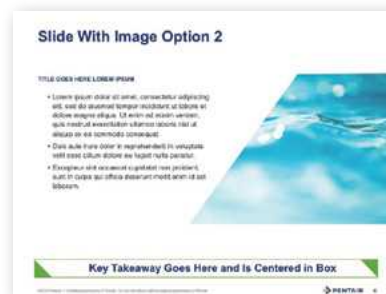 Slide With Image Option 2
TITLE GOES HERE LOREM IPSUM
• Lorem ipsum dolor sit amet, consectetur adipiscing
elit, sed do eiusmod tempor incididunt ut labore et
dolore magna aliqua. Ut enim ad minim veniam,
quis nostrud exercitation ullamco laboris nisi ut
aliquip ex ea commodo consequat.
• Duis aute irure dolor in reprehenderit in voluptate
velit esse cillum dolore eu fugiat nulla pariatur.
• Excepteur sint occaecat cupidatat non proident,
sunt in culpa qui officia deserunt mollit anim id est
laborum.
Key Takeaway Goes Here and Is Centered in Box
PENTAIR